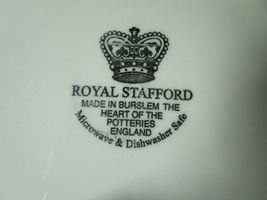 ROYAL STAFFORD
MADE IN BURSLEM THE
HEART OF THE
POTTERIES
ENGLAND
Microwave & Dishwasher Safe